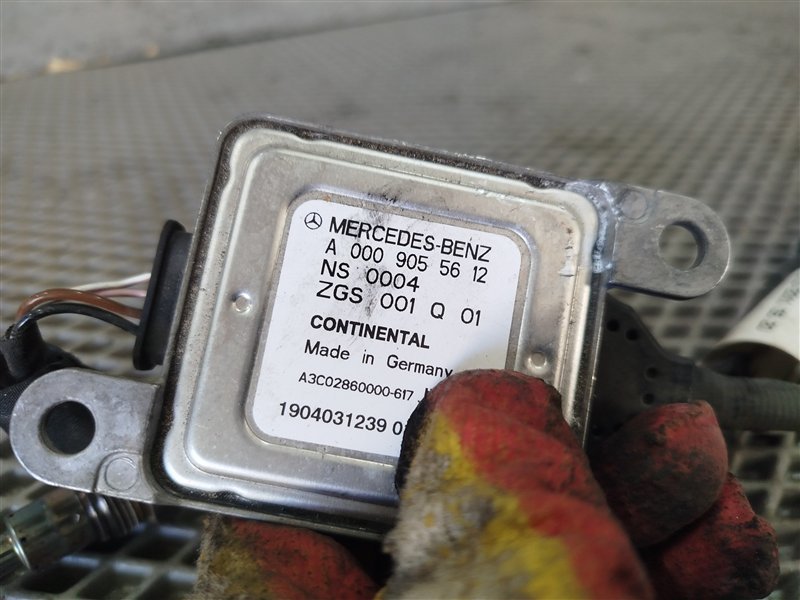 MERCEDES-BENZ
A 000 905 56 12
NS 0004
ZGS 001 Q 01
CONTINENTAL
Made in Germany
A3C02860000-617
1904031239